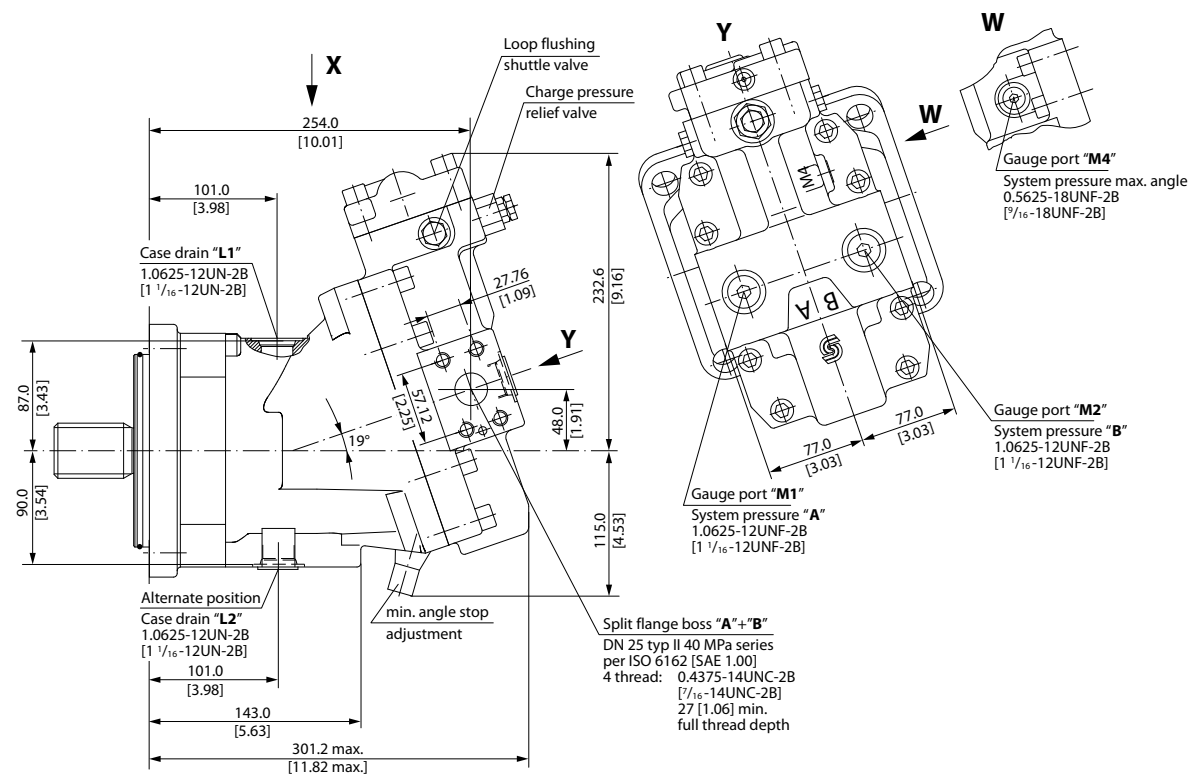 X
254.0
[10.01]
101.0
[3.98]
Loop flushing
shuttle valve
Charge pressure
relief valve
Case drain "L1"
1.0625-12UN-2B
[1 1/16-12UN-2B]
27.76
[1.09]
232.6
[9.16]
87.0
[3.43]
Y
57.12
[2.25]
48.0
[1.91]
19°
90.0
[3.54]
115.0
[4.53]
Alternate position
Case drain "L2"
1.0625-12UN-2B
[1 1/16-12UN-2B]
101.0
[3.98]
143.0
[5.63]
301.2 max.
[11.82 max.]
min. angle stop
adjustment
Split flange boss "A"+"B"
DN 25 typ II 40 MPa series
per ISO 6162 [SAE 1.00]
4 thread: 0.4375-14UNC-2B
[7/16-14UNC-2B]
27 [1.06] min.
full thread depth
Y
W
M4
B A
77.0
[3.03]
77.0
[3.03]
Gauge port "M1"
System pressure "A"
1.0625-12UNF-2B
[1 1/16-12UNF-2B]
Gauge port "M2"
System pressure "B"
1.0625-12UNF-2B
[1 1/16-12UNF-2B]
W
Gauge port "M4"
System pressure max. angle
0.5625-18UNF-2B
[9/16-18UNF-2B]